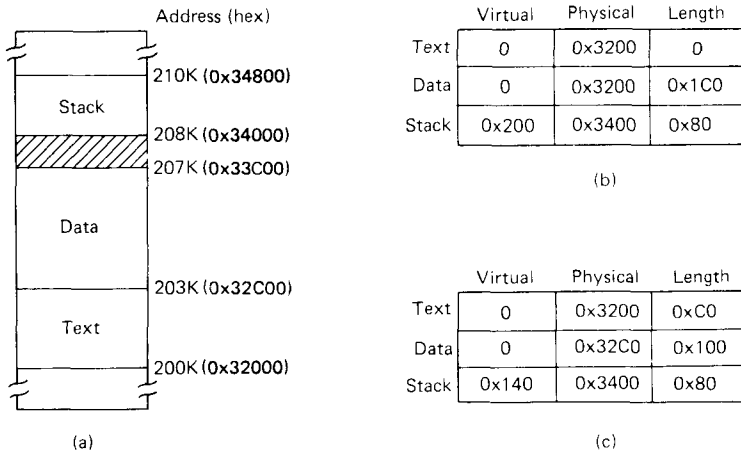 Address (hex)
210K (0x34800)
Stack
208K (0x34000)
207K (0x33C00)
Data
203K (0x32C00)
Text
200K (0x32000)
(a)
Virtual Physical Length
Text 0 0x3200 0
Data 0 0x3200 0x1C0
Stack 0x200 0x3400 0x80
(b)
Virtual Physical Length
Text 0 0x3200 0xC0
Data 0 0x32C0 0x100
Stack 0x140 0x3400 0x80
(c)